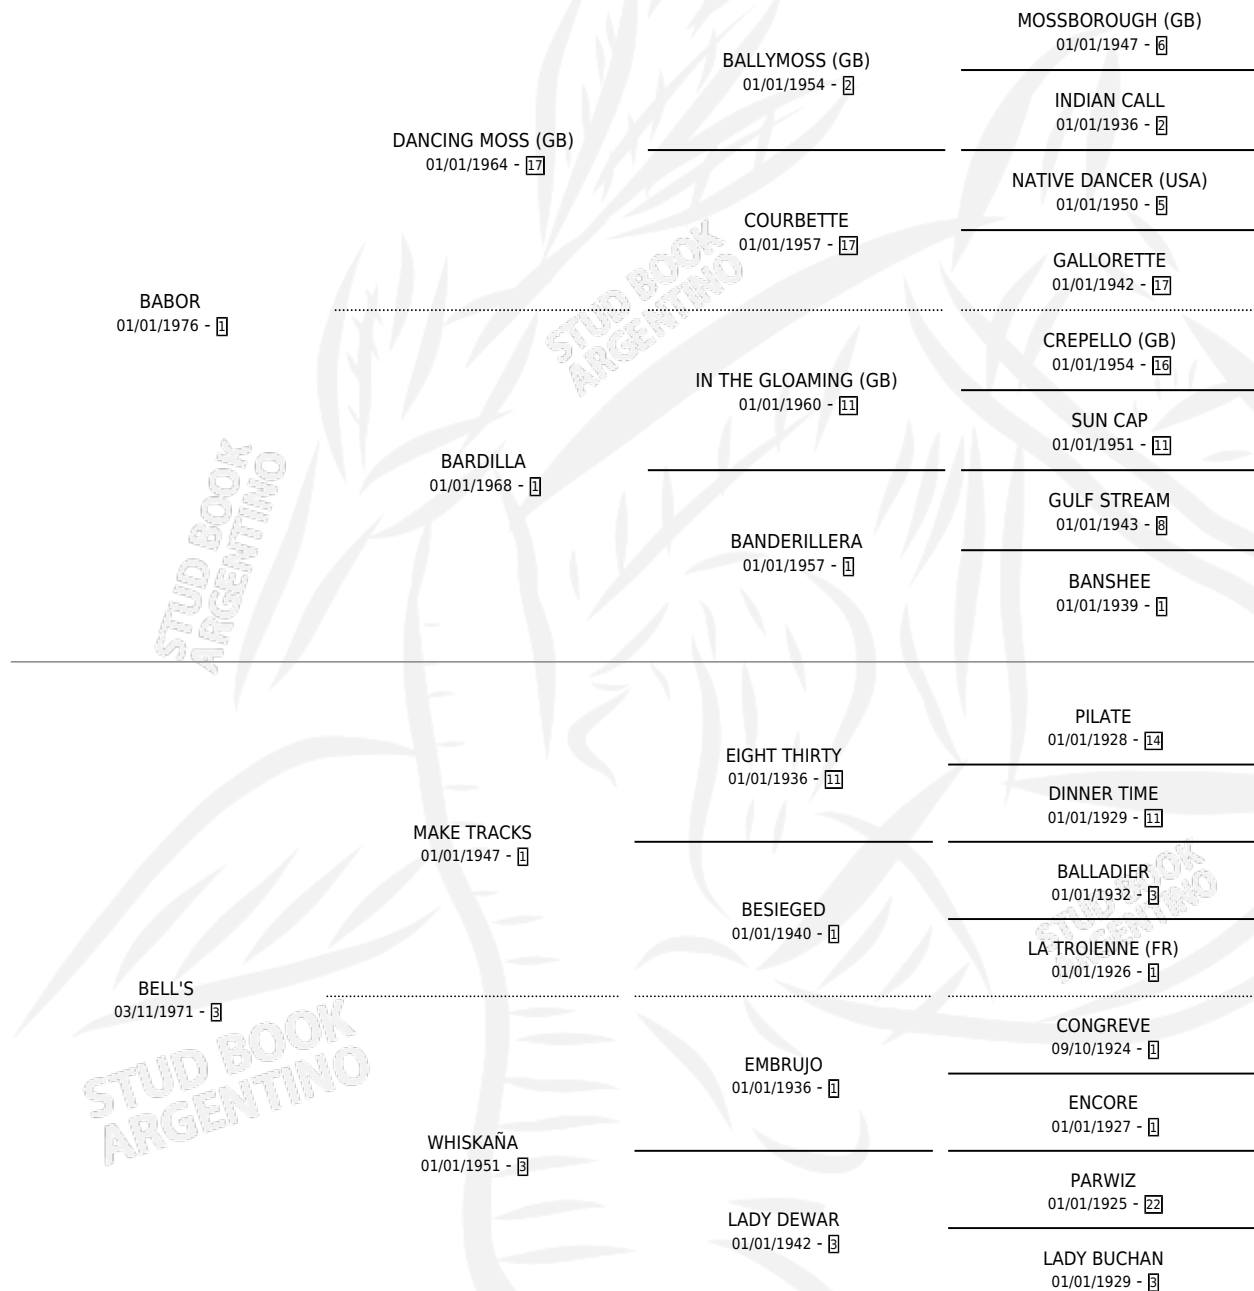 MOSSBOROUGH (GB)
01/01/1947 - 6
BALLYMOSS (GB)
01/01/1954 - 2
INDIAN CALL
01/01/1936 - 2
DANCING MOSS (GB)
01/01/1964 - 17
NATIVE DANCER (USA)
01/01/1950 - 5
COURBETTE
01/01/1957 - 17
GALLORETTE
01/01/1942 - 17
BABOR
01/01/1976 - 1
STUD BOOK
ARGENTINO
CREPELLO (GB)
01/01/1954 - 16
IN THE GLOAMING (GB)
01/01/1960 - 11
SUN CAP
01/01/1951 - 11
BARDILLA
01/01/1968 - 1
GULF STREAM
01/01/1943 - 8
BANDERILLERA
01/01/1957 - 1
BANSHEE
01/01/1939 - 1
STUD BOOK
ARGENTINO
PILATE
01/01/1928 - 14
EIGHT THIRTY
01/01/1936 - 11
DINNER TIME
01/01/1929 - 11
MAKE TRACKS
01/01/1947 - 1
BALLADIER
01/01/1932 - 3
BESIEGED
01/01/1940 - 1
STUD BOOK
ARGENTINO
LA TROIENNE (FR)
01/01/1926 - 1
BELL'S
03/11/1971 - 3
CONGREVE
09/10/1924 - 1
EMBRUJO
01/01/1936 - 1
ENCORE
01/01/1927 - 1
STUD BOOK
ARGENTINO
WHISKAÑA
01/01/1951 - 3
PARWIZ
01/01/1925 - 22
LADY DEWAR
01/01/1942 - 3
LADY BUCHAN
01/01/1929 - 3